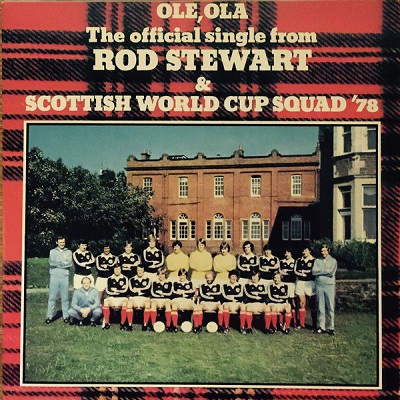 OLE, OLA
The official single from
ROD STEWART
&
SCOTTISH WORLD CUP SQUAD '78